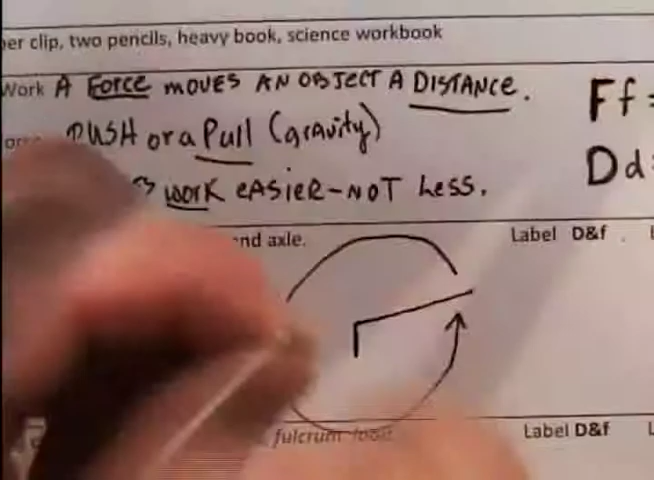 per clip, two pencils, heavy book, science workbook
Work A Force MOVES AN OBJECT A DISTANCE. Ff=
PUSH or a Pull (gravity)
work EASIER-NOT Less. Dd
nd axle. Label D&f .
fulcrum Label D&f